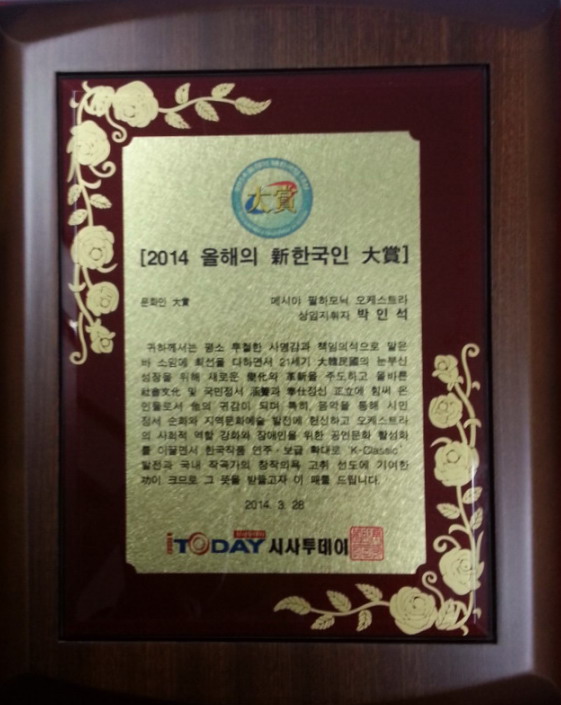 大賞
[2014 올해의 新한국인 大賞]
문화인 大賞
메시아 필하모닉 오케스트라
상임지휘자 박 인 석
귀하께서는 평소 투철한 사명감과 책임의식으로 맡은
바 소임에 최선을 다하면서 21세기 大韓民國의 눈부신
성장을 위해 새로운 變化와 革新을 주도하고 올바른
社會文化 및 국민정서 涵養과 奉仕정신 正立에 힘써 온
인물로서 他의 귀감이 되며 특히, 음악을 통해 시민
정서 순화와 지역문화예술 발전에 헌신하고 오케스트라
의 사회적 역할 강화와 장애인을 위한 공연문화 활성화
를 이끌면서 한국작품 연주·보급 확대로 "K-Classic"
발전과 국내 작곡가의 창작의욕 고취 선도에 기여한
功이 크므로 그 뜻을 받들고자 이 패를 드립니다.
2014. 3. 28
TODAY 시사투데이